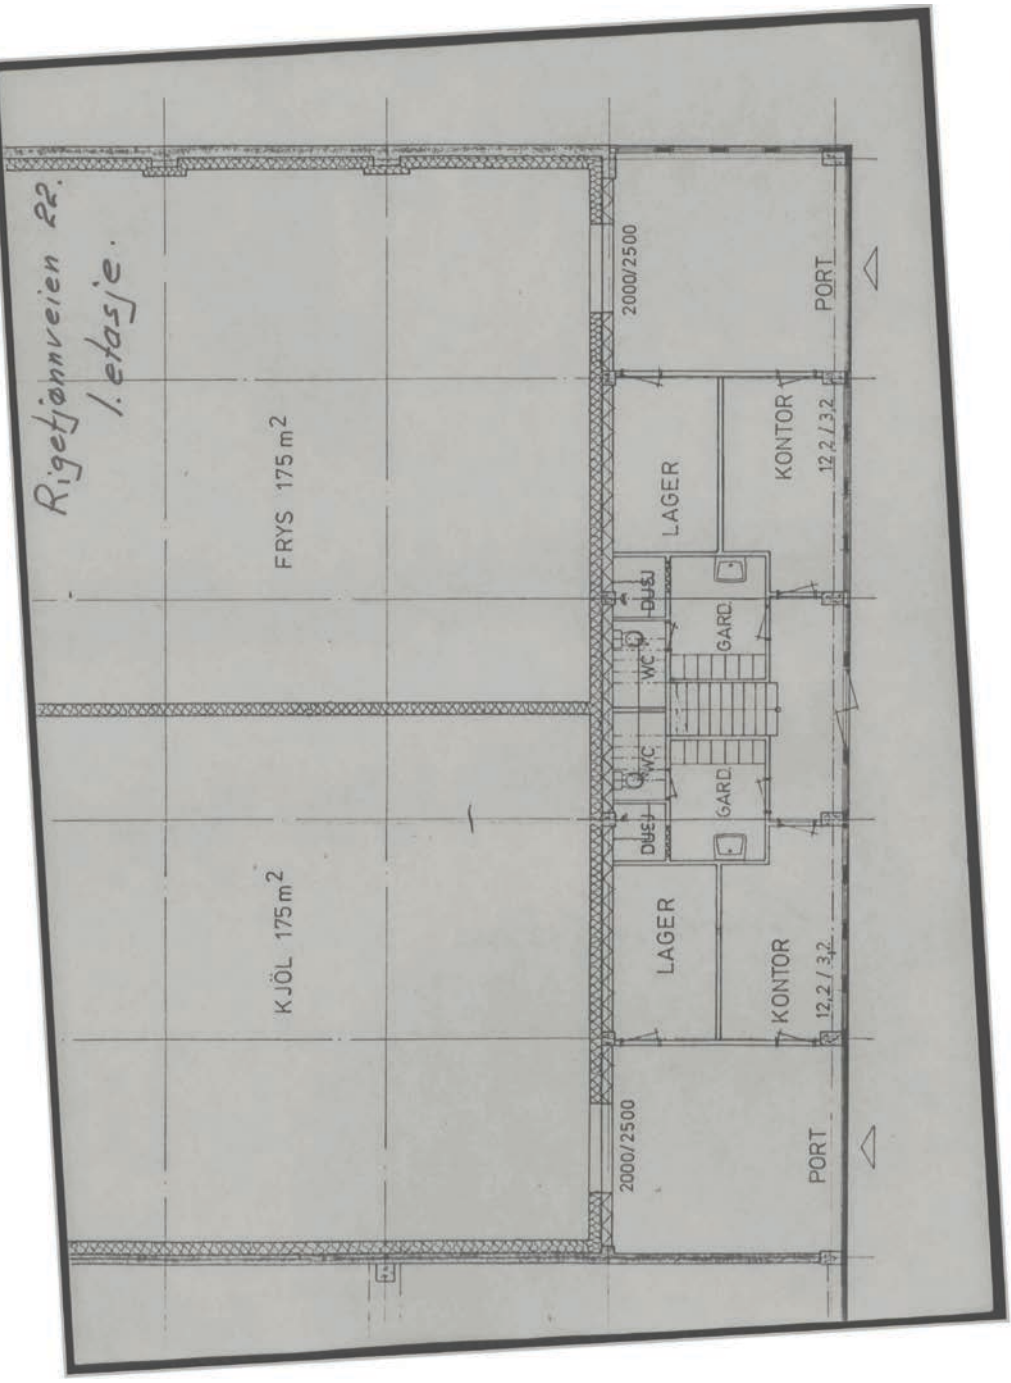 Rigetjønnveien 22.
1. etasje.
KJÖL 175 m²
FRYS 175 m²
2000/2500
LAGER
DUSJ
WC
WC
DUSJ
LAGER
2000/2500
GARD.
GARD.
PORT
KONTOR
12,2 / 3,2
KONTOR
12,2 / 3,2
PORT